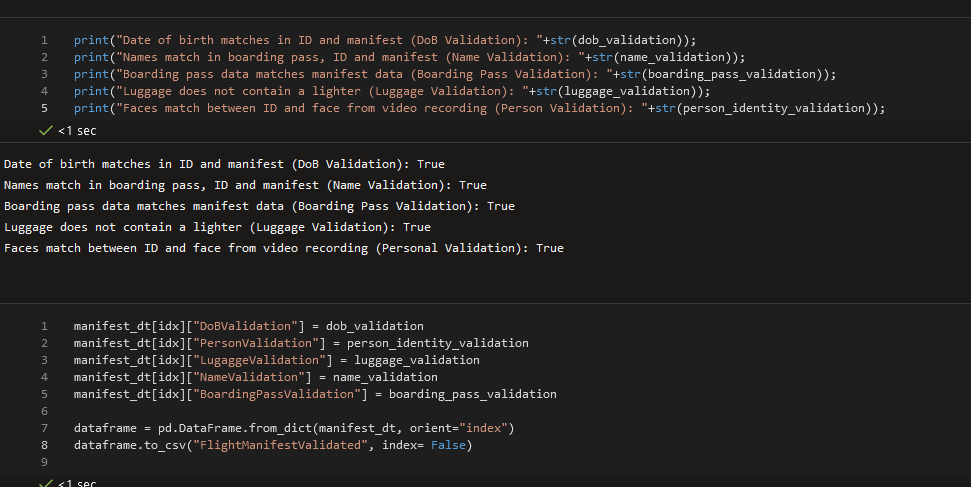 1 print("Date of birth matches in ID and manifest (DoB Validation): "+str(dob_validation));
2 print("Names match in boarding pass, ID and manifest (Name Validation): "+str(name_validation));
3 print("Boarding pass data matches manifest data (Boarding Pass Validation): "+str(boarding_pass_validation));
4 print("Luggage does not contain a lighter (Luggage Validation): "+str(luggage_validation));
5 print("Faces match between ID and face from video recording (Person Validation): "+str(person_identity_validation));
<1 sec
Date of birth matches in ID and manifest (DoB Validation): True
Names match in boarding pass, ID and manifest (Name Validation): True
Boarding pass data matches manifest data (Boarding Pass Validation): True
Luggage does not contain a lighter (Luggage Validation): True
Faces match between ID and face from video recording (Personal Validation): True
1 manifest_dt[idx]["DoBValidation"] = dob_validation
2 manifest_dt[idx]["PersonValidation"] = person_identity_validation
3 manifest_dt[idx]["LugaggeValidation"] = luggage_validation
4 manifest_dt[idx]["NameValidation"] = name_validation
5 manifest_dt[idx]["BoardingPassValidation"] = boarding_pass_validation
6
7 dataframe = pd.DataFrame.from_dict(manifest_dt, orient="index")
8 dataframe.to_csv("FlightManifestValidated", index= False)
9
<1 sec